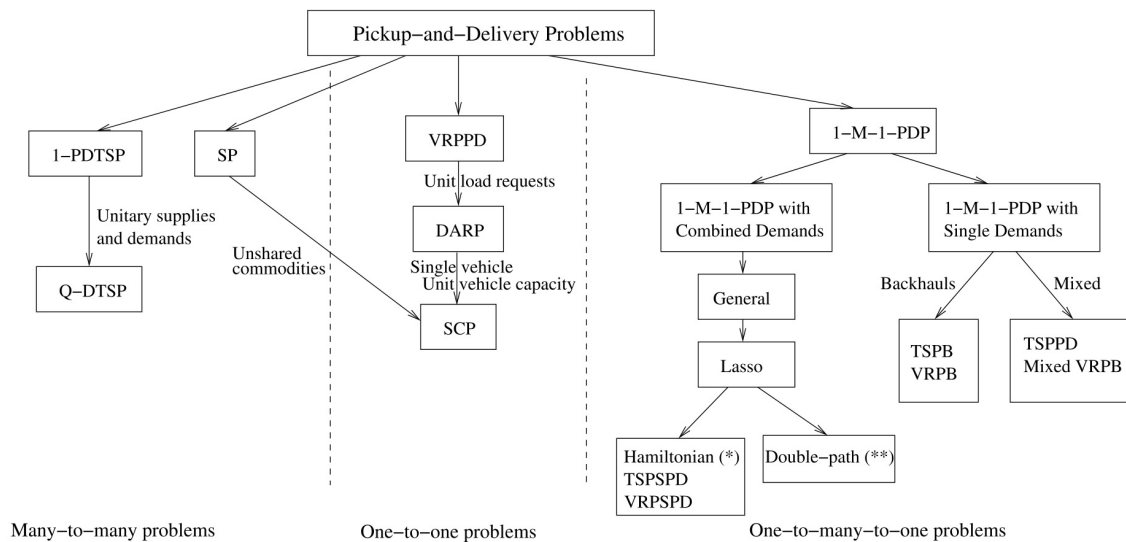 Pickup−and−Delivery Problems
1−PDTSP
SP
VRPPD
1−M−1−PDP
Unit load requests
Unitary supplies
and demands
Unshared
commodities
DARP
1−M−1−PDP with
Combined Demands
1−M−1−PDP with
Single Demands
Single vehicle
Unit vehicle capacity
Q−DTSP
SCP
General
Backhauls
Mixed
Lasso
TSPB
VRPB
TSPPD
Mixed VRPB
Hamiltonian (*)
TSPSPD
VRPSPD
Double−path (**)
Many−to−many problems
One−to−one problems
One−to−many−to−one problems